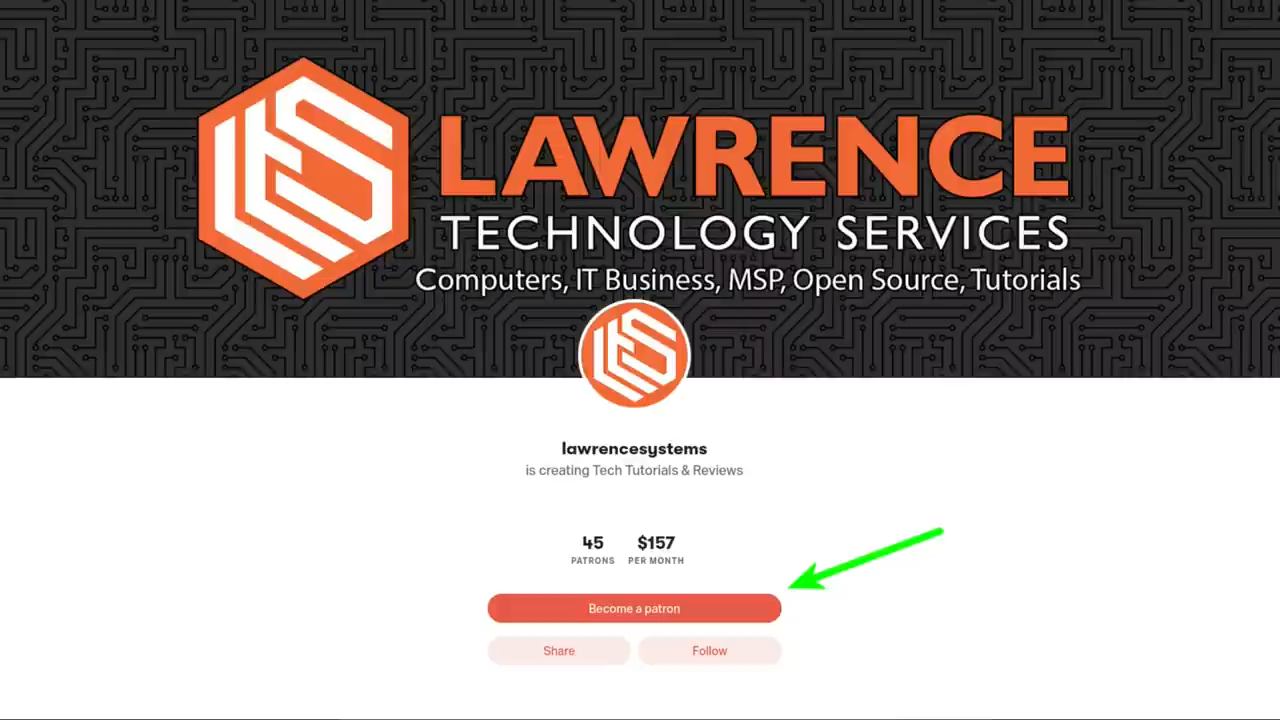 LAWRENCE
TECHNOLOGY SERVICES
Computers, IT Business, MSP, Open Source, Tutorials
lawrencesystems
is creating Tech Tutorials & Reviews
45 $157
PATRONS PER MONTH
Become a patron
Share Follow